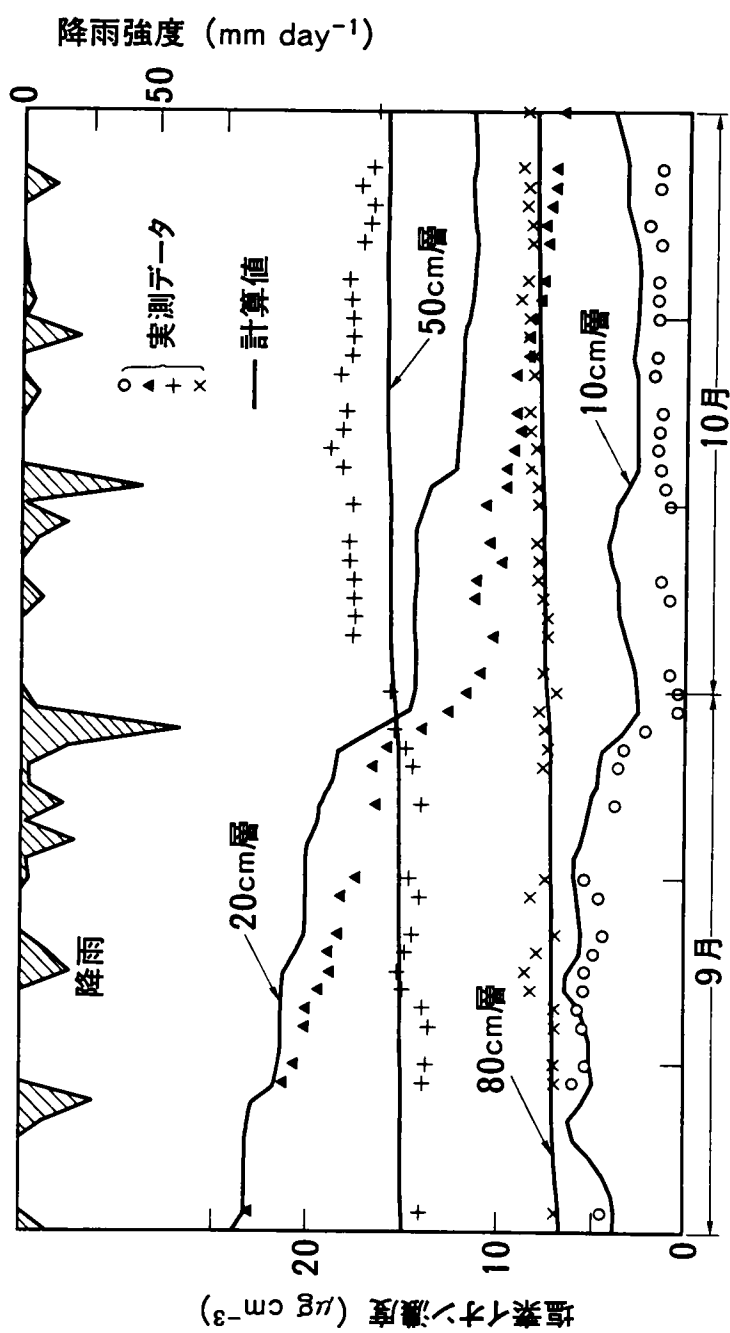 降雨強度 (mm day⁻¹)
0
50
降雨
○
▲
+
×
実測データ
計算値
20cm層
50cm層
80cm層
10cm層
塩素イオン濃度 (μg cm⁻³)
20
10
0
9月
10月